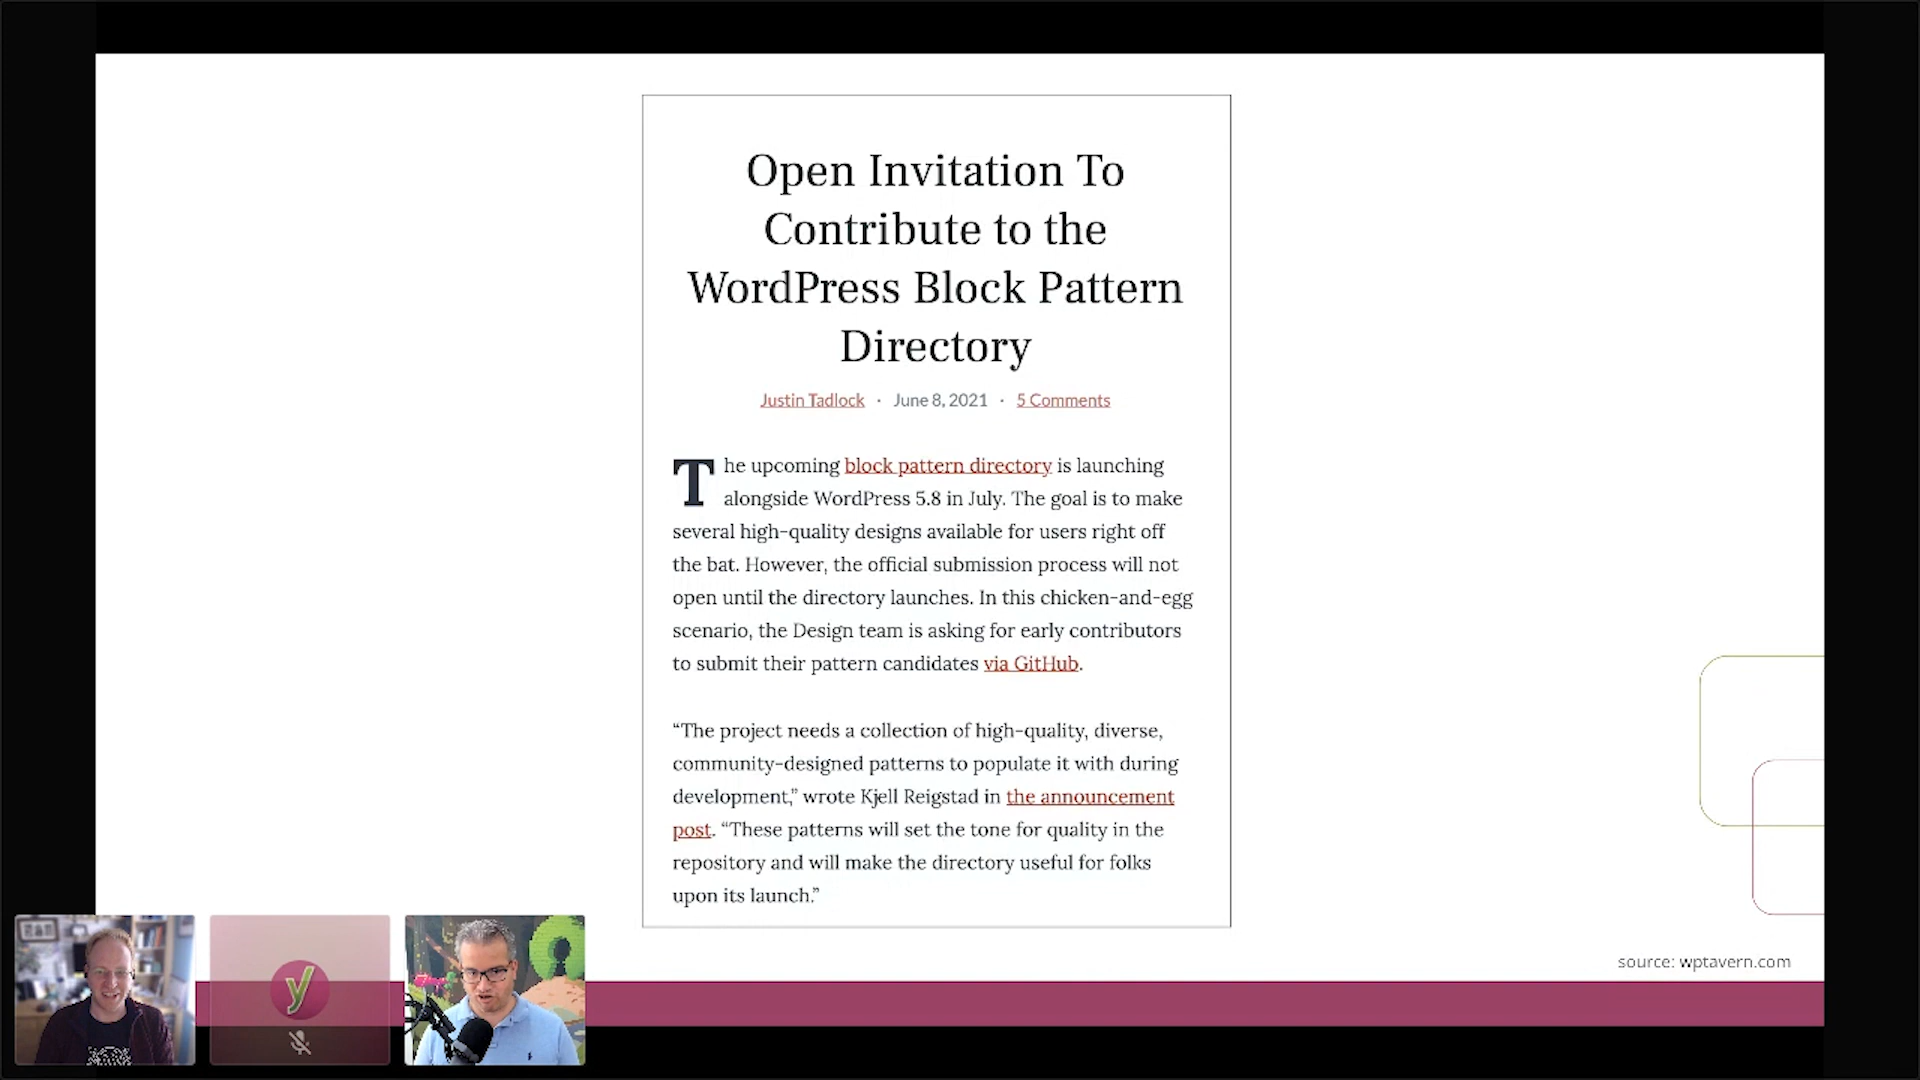 Open Invitation To
Contribute to the
WordPress Block Pattern
Directory
Justin Tadlock · June 8, 2021 · 5 Comments
The upcoming block pattern directory is launching
alongside WordPress 5.8 in July. The goal is to make
several high-quality designs available for users right off
the bat. However, the official submission process will not
open until the directory launches. In this chicken-and-egg
scenario, the Design team is asking for early contributors
to submit their pattern candidates via GitHub.
“The project needs a collection of high-quality, diverse,
community-designed patterns to populate it with during
development,” wrote Kjell Reigstad in the announcement
post. “These patterns will set the tone for quality in the
repository and will make the directory useful for folks
upon its launch.”
source: wptavern.com
y